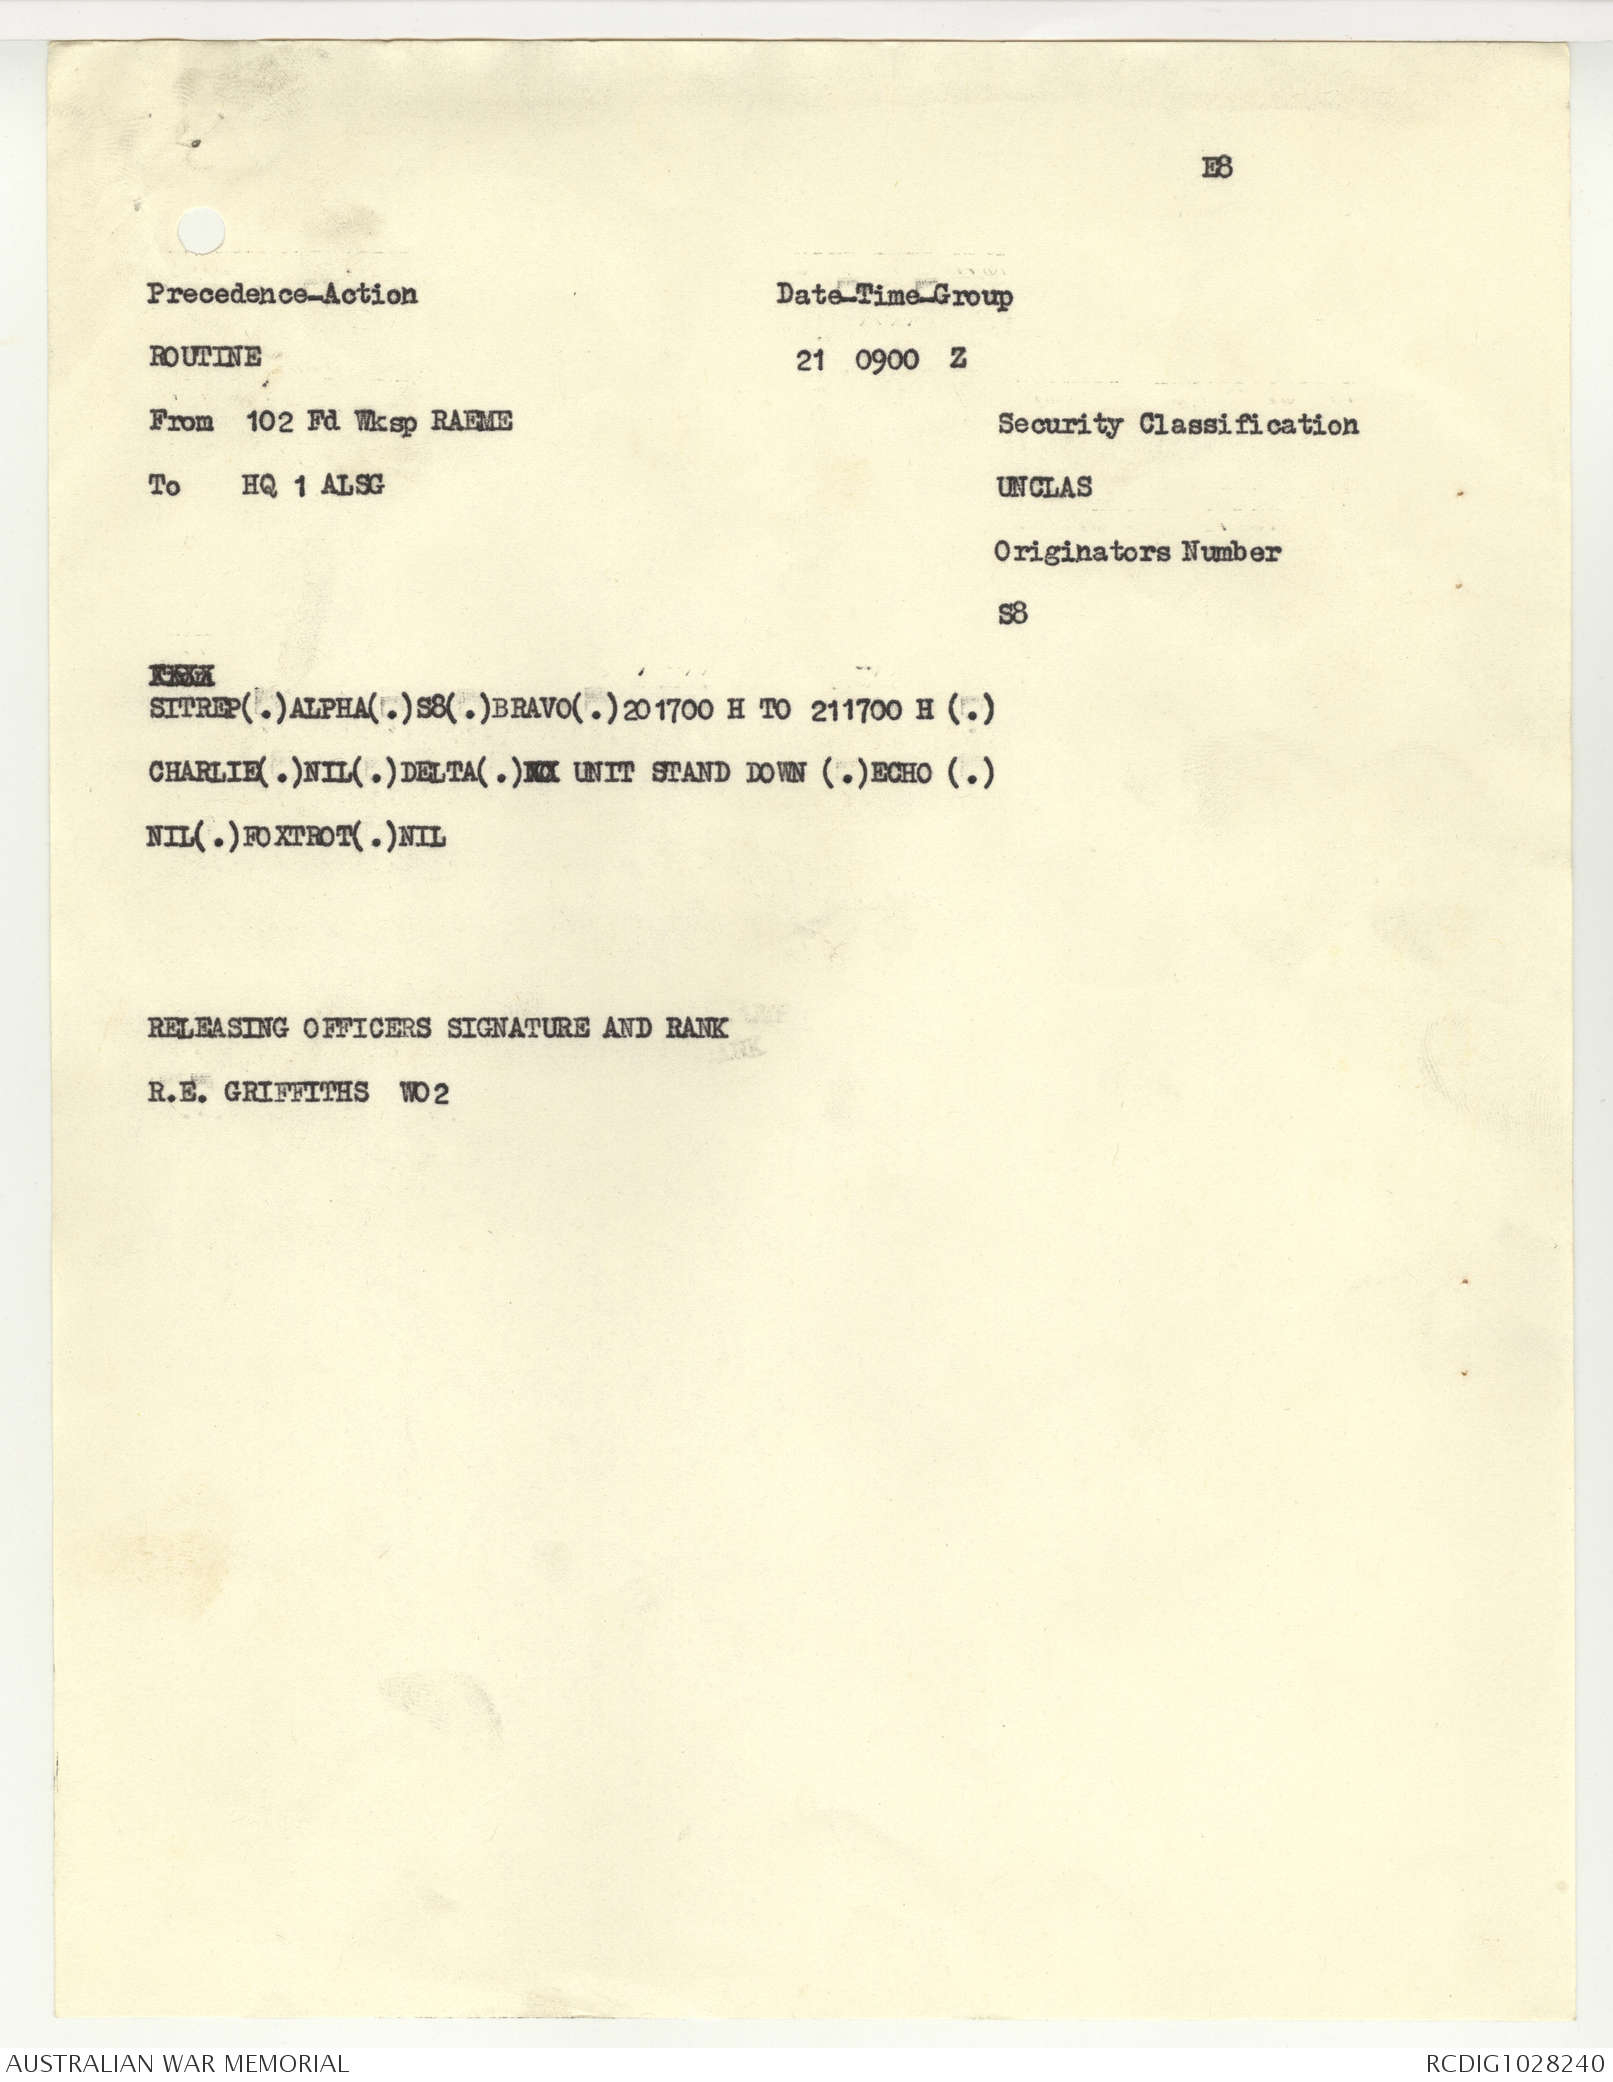 E8
Precedence-Action Date-Time-Group
ROUTINE 21 0900 Z
From 102 Fd Wksp RAEME Security Classification
To HQ 1 ALSG UNCLAS
Originators Number
S8
SITREP(.)ALPHA(.)S8(.)BRAVO(.)201700 H TO 211700 H (.)
CHARLIE(.)NIL(.)DELTA(.) UNIT STAND DOWN (.)ECHO (.)
NIL(.)FOXTROT(.)NIL
RELEASING OFFICERS SIGNATURE AND RANK
R.E. GRIFFITHS WO2
AUSTRALIAN WAR MEMORIAL RCDIG1028240